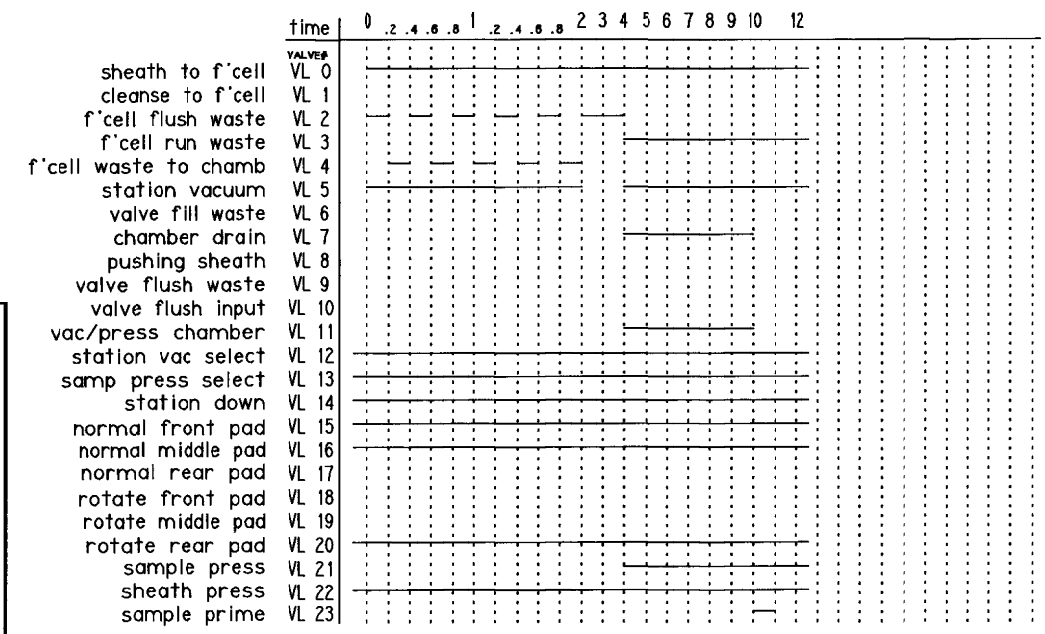 time 0 .2 .4 .6 .8 1 .2 .4 .6 .8 2 3 4 5 6 7 8 9 10 12
VALVE#
sheath to f'cell VL 0
cleanse to f'cell VL 1
f'cell flush waste VL 2
f'cell run waste VL 3
f'cell waste to chamb VL 4
station vacuum VL 5
valve fill waste VL 6
chamber drain VL 7
pushing sheath VL 8
valve flush waste VL 9
valve flush input VL 10
vac/press chamber VL 11
station vac select VL 12
samp press select VL 13
station down VL 14
normal front pad VL 15
normal middle pad VL 16
normal rear pad VL 17
rotate front pad VL 18
rotate middle pad VL 19
rotate rear pad VL 20
sample press VL 21
sheath press VL 22
sample prime VL 23